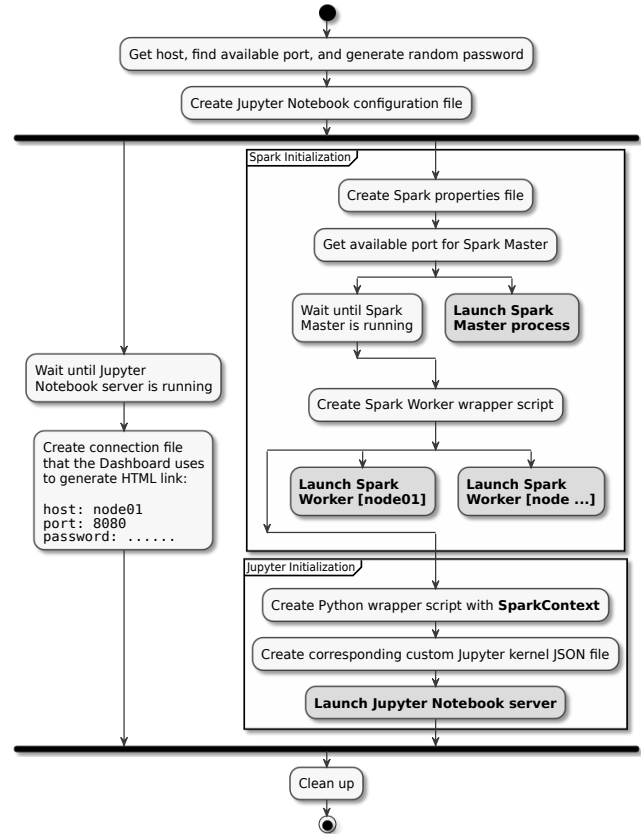 Get host, find available port, and generate random password
Create Jupyter Notebook configuration file
Spark Initialization
Create Spark properties file
Get available port for Spark Master
Wait until Spark
Master is running
Launch Spark
Master process
Wait until Jupyter
Notebook server is running
Create Spark Worker wrapper script
Create connection file
that the Dashboard uses
to generate HTML link:
host: node01
port: 8080
password: ......
Launch Spark
Worker [node01]
Launch Spark
Worker [node ...]
Jupyter Initialization
Create Python wrapper script with SparkContext
Create corresponding custom Jupyter kernel JSON file
Launch Jupyter Notebook server
Clean up